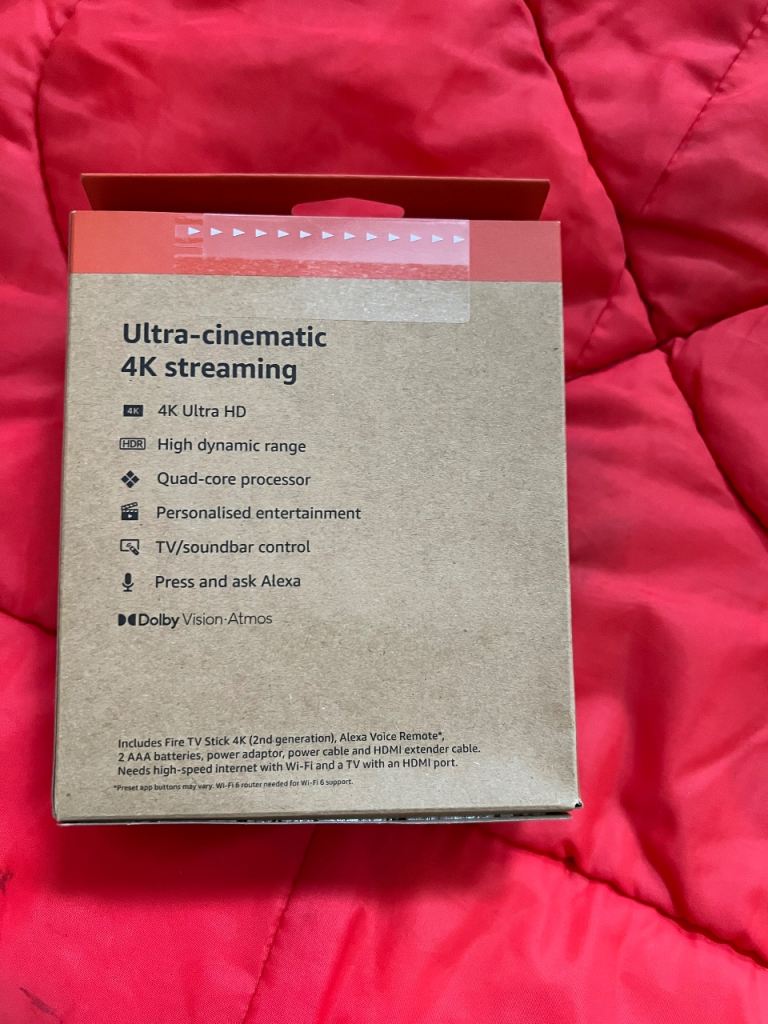 Ultra-cinematic
4K streaming
4K 4K Ultra HD
HDR High dynamic range
Quad-core processor
Personalised entertainment
TV/soundbar control
Press and ask Alexa
Dolby Vision·Atmos
Includes Fire TV Stick 4K (2nd generation), Alexa Voice Remote*,
2 AAA batteries, power adaptor, power cable and HDMI extender cable.
Needs high-speed internet with Wi-Fi and a TV with an HDMI port.
*Preset app buttons may vary. Wi-Fi 6 router needed for Wi-Fi 6 support.